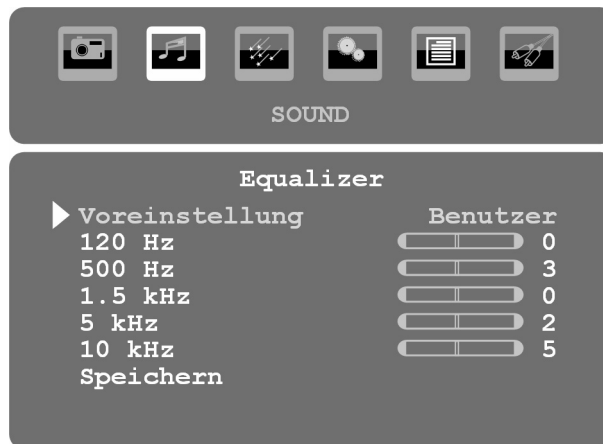 SOUND
Equalizer
Voreinstellung Benutzer
120 Hz 0
500 Hz 3
1.5 kHz 0
5 kHz 2
10 kHz 5
Speichern